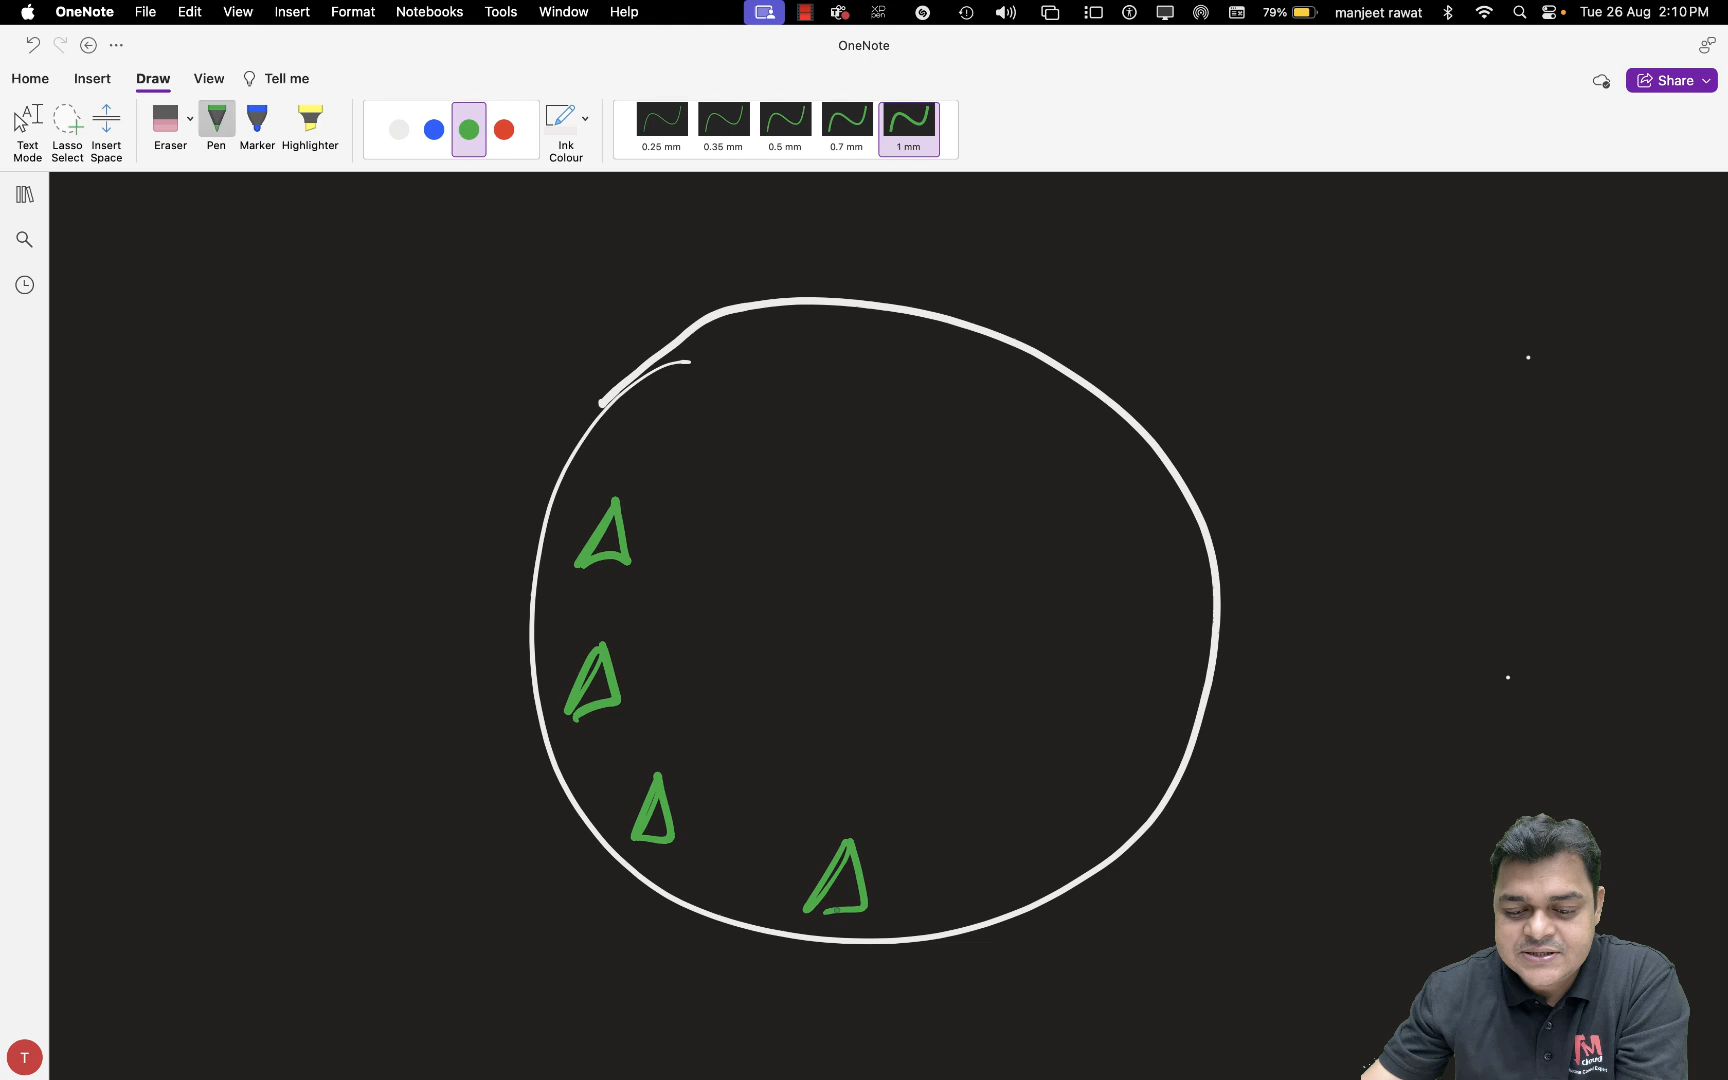 OneNote File Edit View Insert Format Notebooks Tools Window Help 79% manjeet rawat Tue 26 Aug 2:10 PM
OneNote
Home Insert Draw View Tell me Share
Text Mode
Lasso Select
Insert Space
Eraser
Pen
Marker
Highlighter
Ink Colour
0.25 mm
0.35 mm
0.5 mm
0.7 mm
1 mm
T
M
cloud